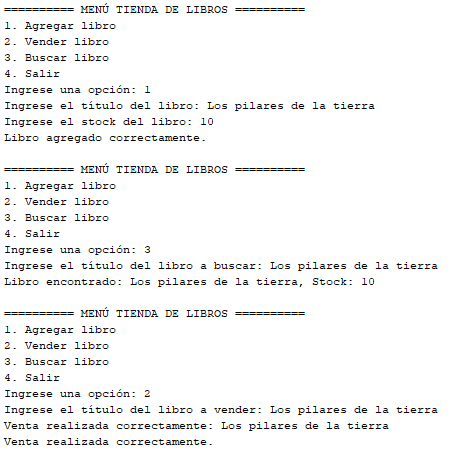 ========== MENÚ TIENDA DE LIBROS ==========
1. Agregar libro
2. Vender libro
3. Buscar libro
4. Salir
Ingrese una opción: 1
Ingrese el título del libro: Los pilares de la tierra
Ingrese el stock del libro: 10
Libro agregado correctamente.

========== MENÚ TIENDA DE LIBROS ==========
1. Agregar libro
2. Vender libro
3. Buscar libro
4. Salir
Ingrese una opción: 3
Ingrese el título del libro a buscar: Los pilares de la tierra
Libro encontrado: Los pilares de la tierra, Stock: 10

========== MENÚ TIENDA DE LIBROS ==========
1. Agregar libro
2. Vender libro
3. Buscar libro
4. Salir
Ingrese una opción: 2
Ingrese el título del libro a vender: Los pilares de la tierra
Venta realizada correctamente: Los pilares de la tierra
Venta realizada correctamente.